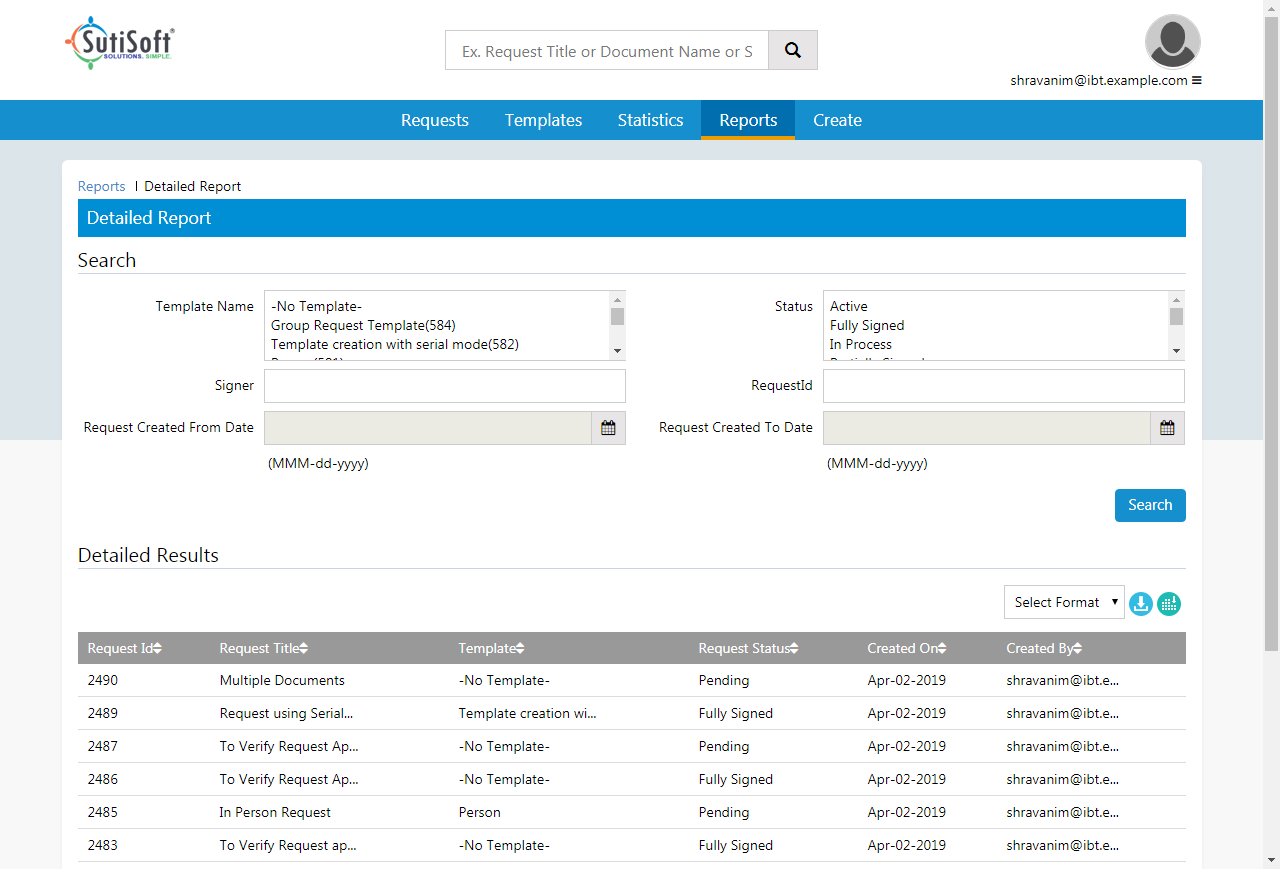 SutiSoft®
SOLUTIONS. SIMPLE.
Ex. Request Title or Document Name or S
shravanim@ibt.example.com
Requests Templates Statistics Reports Create
Reports | Detailed Report
Detailed Report
Search
Template Name
-No Template-
Group Request Template(584)
Template creation with serial mode(582)
Status
Active
Fully Signed
In Process
Signer
RequestId
Request Created From Date
Request Created To Date
(MMM-dd-yyyy)
(MMM-dd-yyyy)
Search
Detailed Results
Select Format
Request Id Request Title Template Request Status Created On Created By
2490 Multiple Documents -No Template- Pending Apr-02-2019 shravanim@ibt.e...
2489 Request using Serial... Template creation wi... Fully Signed Apr-02-2019 shravanim@ibt.e...
2487 To Verify Request Ap... -No Template- Pending Apr-02-2019 shravanim@ibt.e...
2486 To Verify Request Ap... -No Template- Fully Signed Apr-02-2019 shravanim@ibt.e...
2485 In Person Request Person Pending Apr-02-2019 shravanim@ibt.e...
2483 To Verify Request ap... -No Template- Fully Signed Apr-02-2019 shravanim@ibt.e...